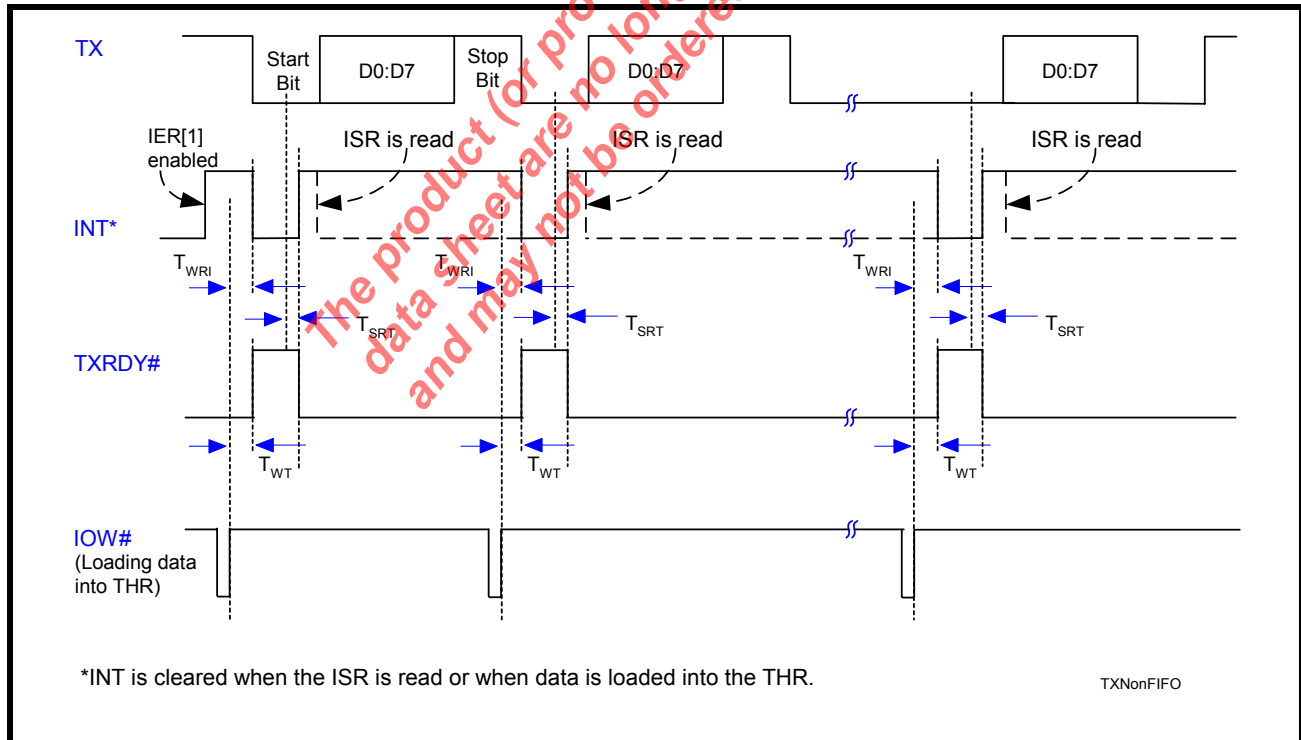 TX
Start
Bit
D0:D7
Stop
Bit
D0:D7
D0:D7
IER[1]
enabled
ISR is read
ISR is read
ISR is read
INT*
TWRI
TWRI
TWRI
TSRT
TSRT
TSRT
TXRDY#
TWT
TWT
TWT
IOW#
(Loading data
into THR)
*INT is cleared when the ISR is read or when data is loaded into the THR.
TXNonFIFO
The product (or pro
data sheet are no lon
and may not be ordere